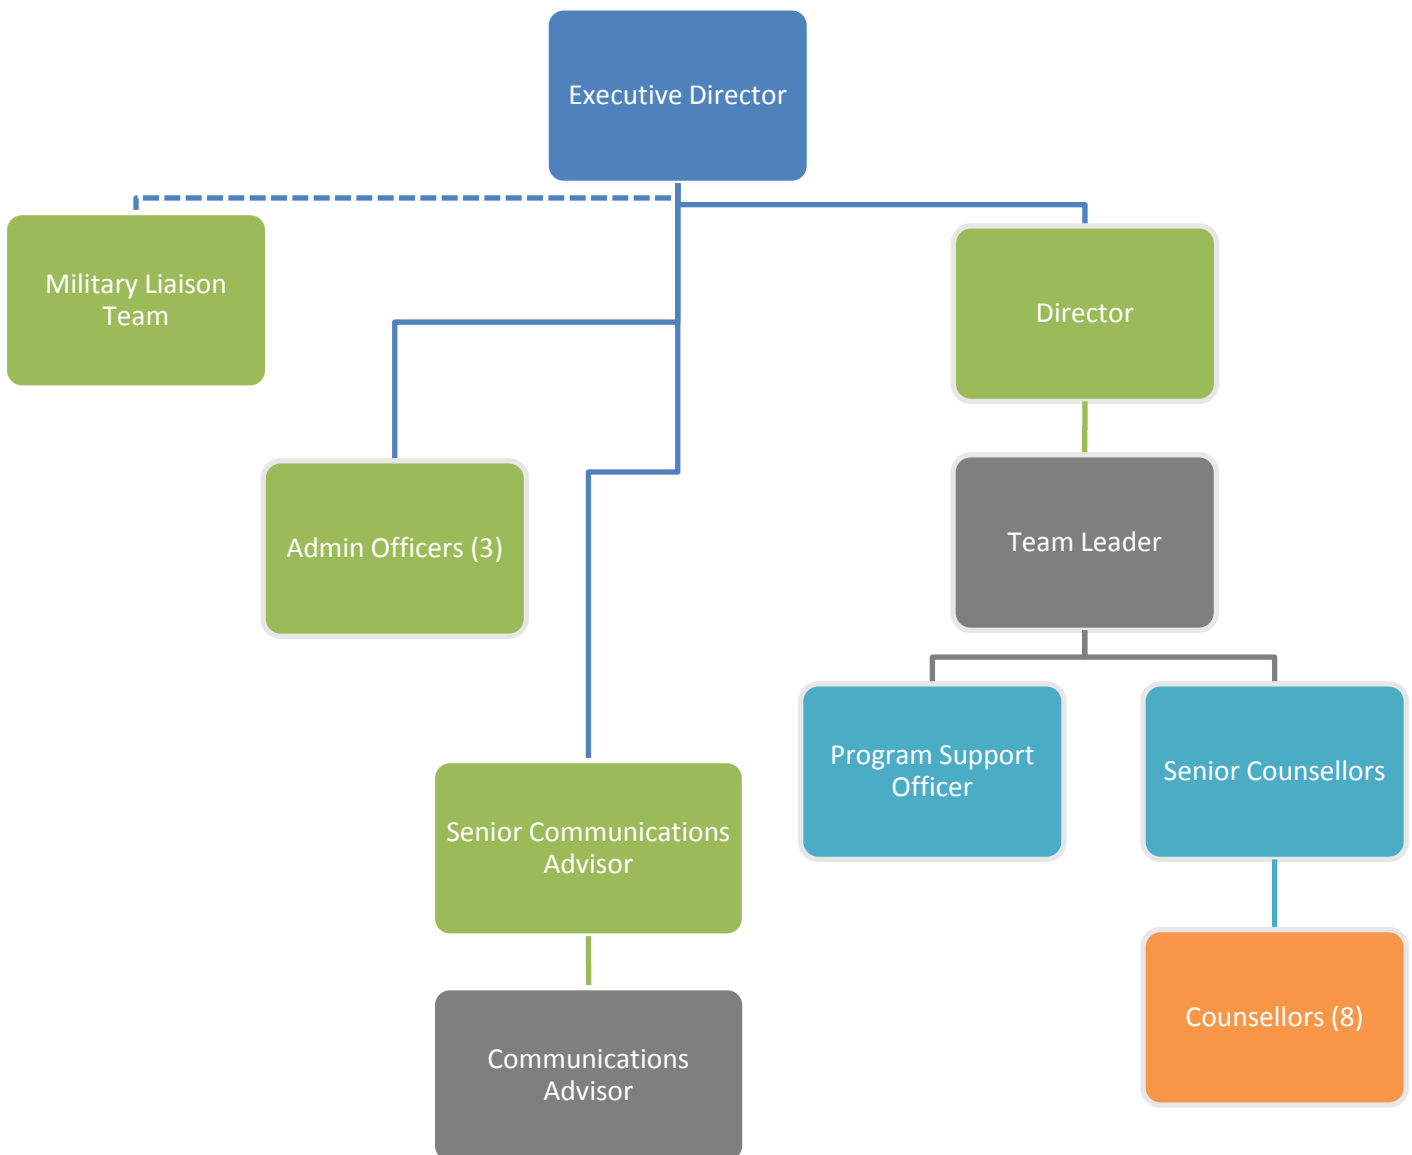 Executive Director
Military Liaison
Team
Director
Admin Officers (3)
Team Leader
Program Support
Officer
Senior Counsellors
Senior Communications
Advisor
Counsellors (8)
Communications
Advisor